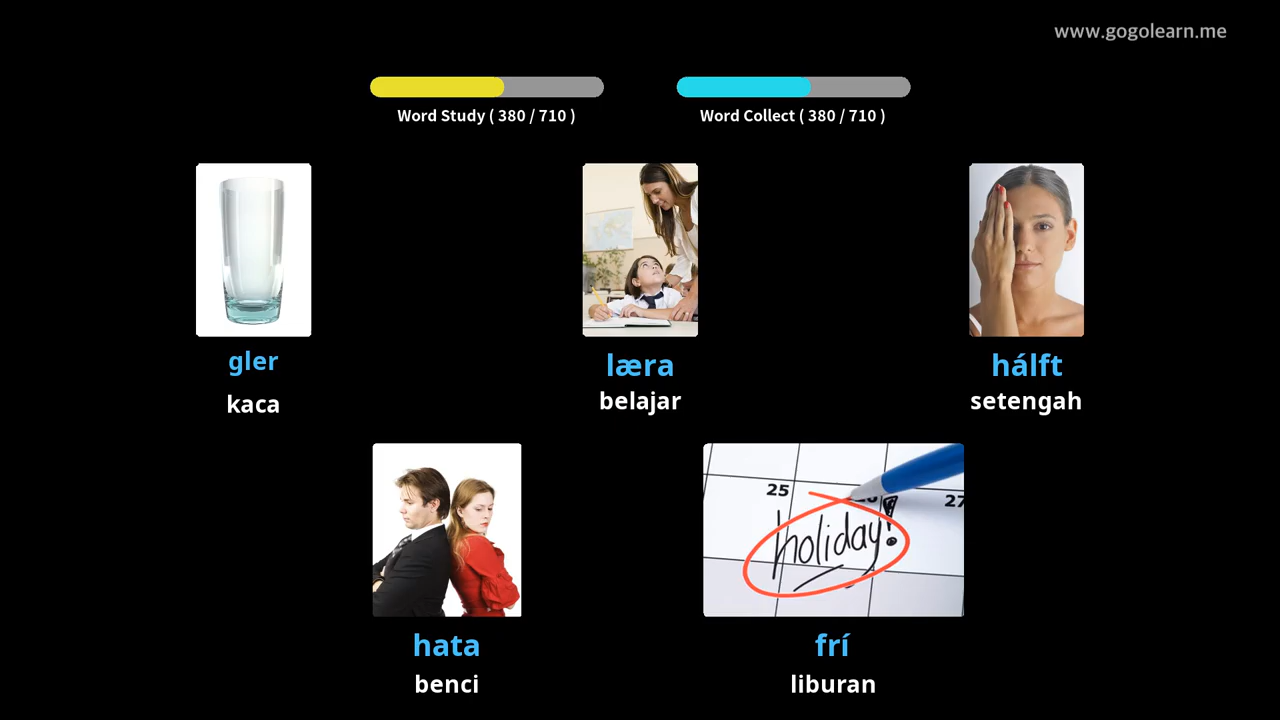 www.gogolearn.me
Word Study ( 380 / 710 )
Word Collect ( 380 / 710 )
gler
kaca
læra
belajar
hálft
setengah
25
27
holiday!
hata
benci
frí
liburan